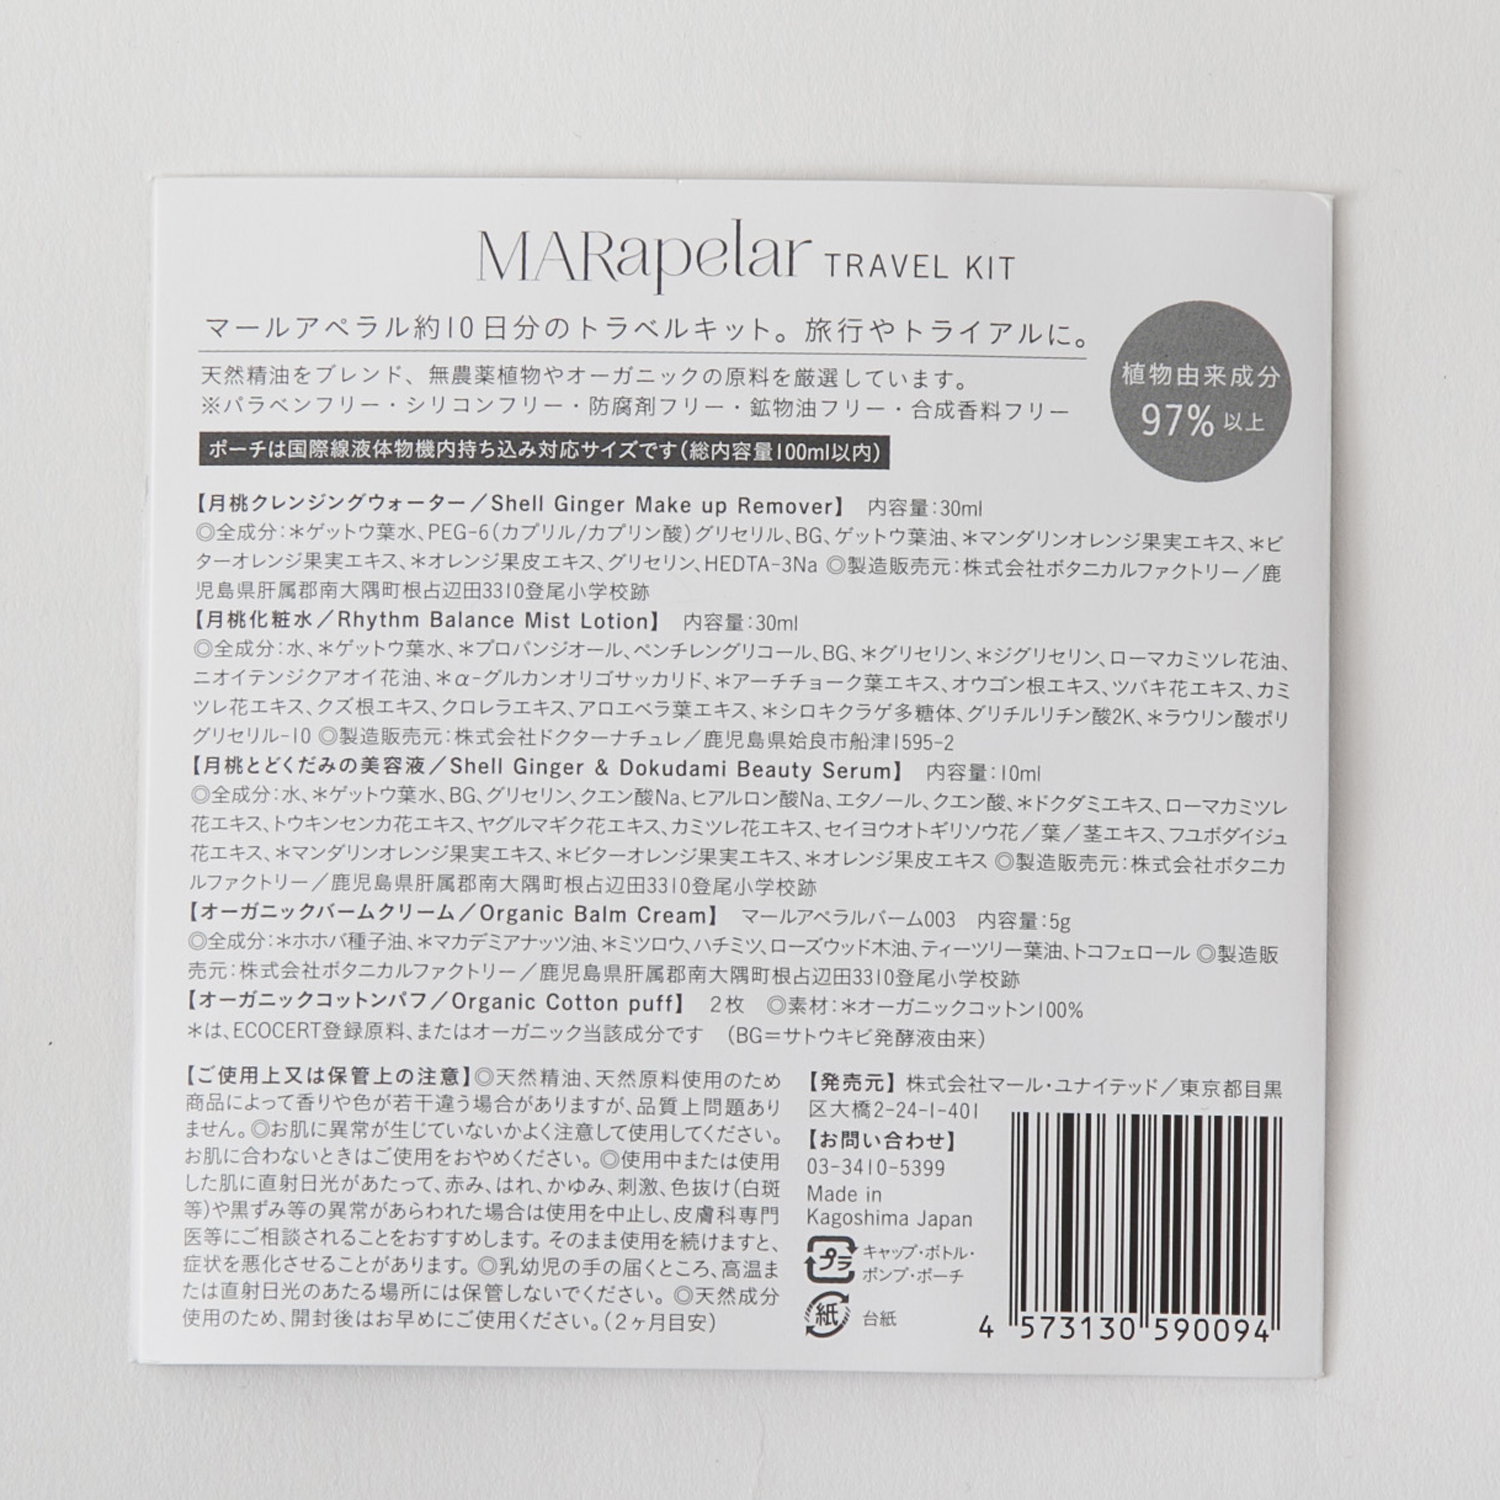 MARapelar TRAVEL KIT
マールアペラル約10日分のトラベルキット。旅行やトライアルに。
天然精油をブレンド、無農薬植物やオーガニックの原料を厳選しています。
※パラベンフリー・シリコンフリー・防腐剤フリー・鉱物油フリー・合成香料フリー
植物由来成分
97%以上
ポーチは国際線液体物機内持ち込み対応サイズです(総内容量100ml以内)
【月桃クレンジングウォーター／Shell Ginger Make up Remover】 内容量:30ml
◎全成分:＊ゲットウ葉水、PEG-6(カプリル/カプリン酸)グリセリル、BG、ゲットウ葉油、＊マンダリンオレンジ果実エキス、＊ビ
ターオレンジ果実エキス、＊オレンジ果皮エキス、グリセリン、HEDTA-3Na ◎製造販売元:株式会社ボタニカルファクトリー／鹿
児島県肝属郡南大隅町根占辺田3310登尾小学校跡
【月桃化粧水／Rhythm Balance Mist Lotion】 内容量:30ml
◎全成分:水、＊ゲットウ葉水、＊プロパンジオール、ペンチレングリコール、BG、＊グリセリン、＊ジグリセリン、ローマカミツレ花油、
ニオイテンジクアオイ花油、＊α-グルカンオリゴサッカリド、＊アーチチョーク葉エキス、オウゴン根エキス、ツバキ花エキス、カミ
ツレ花エキス、クズ根エキス、クロレラエキス、アロエベラ葉エキス、＊シロキクラゲ多糖体、グリチルリチン酸2K、＊ラウリン酸ポリ
グリセリル-10 ◎製造販売元:株式会社ドクターナチュレ／鹿児島県姶良市船津1595-2
【月桃とどくだみの美容液／Shell Ginger & Dokudami Beauty Serum】 内容量:10ml
◎全成分:水、＊ゲットウ葉水、BG、グリセリン、クエン酸Na、ヒアルロン酸Na、エタノール、クエン酸、＊ドクダミエキス、ローマカミツレ
花エキス、トウキンセンカ花エキス、ヤグルマギク花エキス、カミツレ花エキス、セイヨウオトギリソウ花／葉／茎エキス、フユボダイジュ
花エキス、＊マンダリンオレンジ果実エキス、＊ビターオレンジ果実エキス、＊オレンジ果皮エキス ◎製造販売元:株式会社ボタニカ
ルファクトリー／鹿児島県肝属郡南大隅町根占辺田3310登尾小学校跡
【オーガニックバームクリーム／Organic Balm Cream】 マールアペラルバーム003 内容量:5g
◎全成分:＊ホホバ種子油、＊マカデミアナッツ油、＊ミツロウ、ハチミツ、ローズウッド木油、ティーツリー葉油、トコフェロール ◎製造販
売元:株式会社ボタニカルファクトリー／鹿児島県肝属郡南大隅町根占辺田3310登尾小学校跡
【オーガニックコットンパフ／Organic Cotton puff】 2枚 ◎素材:＊オーガニックコットン100%
＊は、ECOCERT登録原料、またはオーガニック当該成分です (BG＝サトウキビ発酵液由来)
【ご使用上又は保管上の注意】◎天然精油、天然原料使用のため
商品によって香りや色が若干違う場合がありますが、品質上問題あり
ません。◎お肌に異常が生じていないかよく注意して使用してください。
お肌に合わないときはご使用をおやめください。◎使用中または使用
した肌に直射日光があたって、赤み、はれ、かゆみ、刺激、色抜け(白斑
等)や黒ずみ等の異常があらわれた場合は使用を中止し、皮膚科専門
医等にご相談されることをおすすめします。そのまま使用を続けますと、
症状を悪化させることがあります。◎乳幼児の手の届くところ、高温ま
たは直射日光のあたる場所には保管しないでください。◎天然成分
使用のため、開封後はお早めにご使用ください。(2ヶ月目安)
【発売元】株式会社マール・ユナイテッド／東京都目黒
区大橋2-24-1-401
【お問い合わせ】
03-3410-5399
Made in
Kagoshima Japan
プラ キャップ・ボトル・
ポンプ・ポーチ
紙 台紙
4 573130 590094